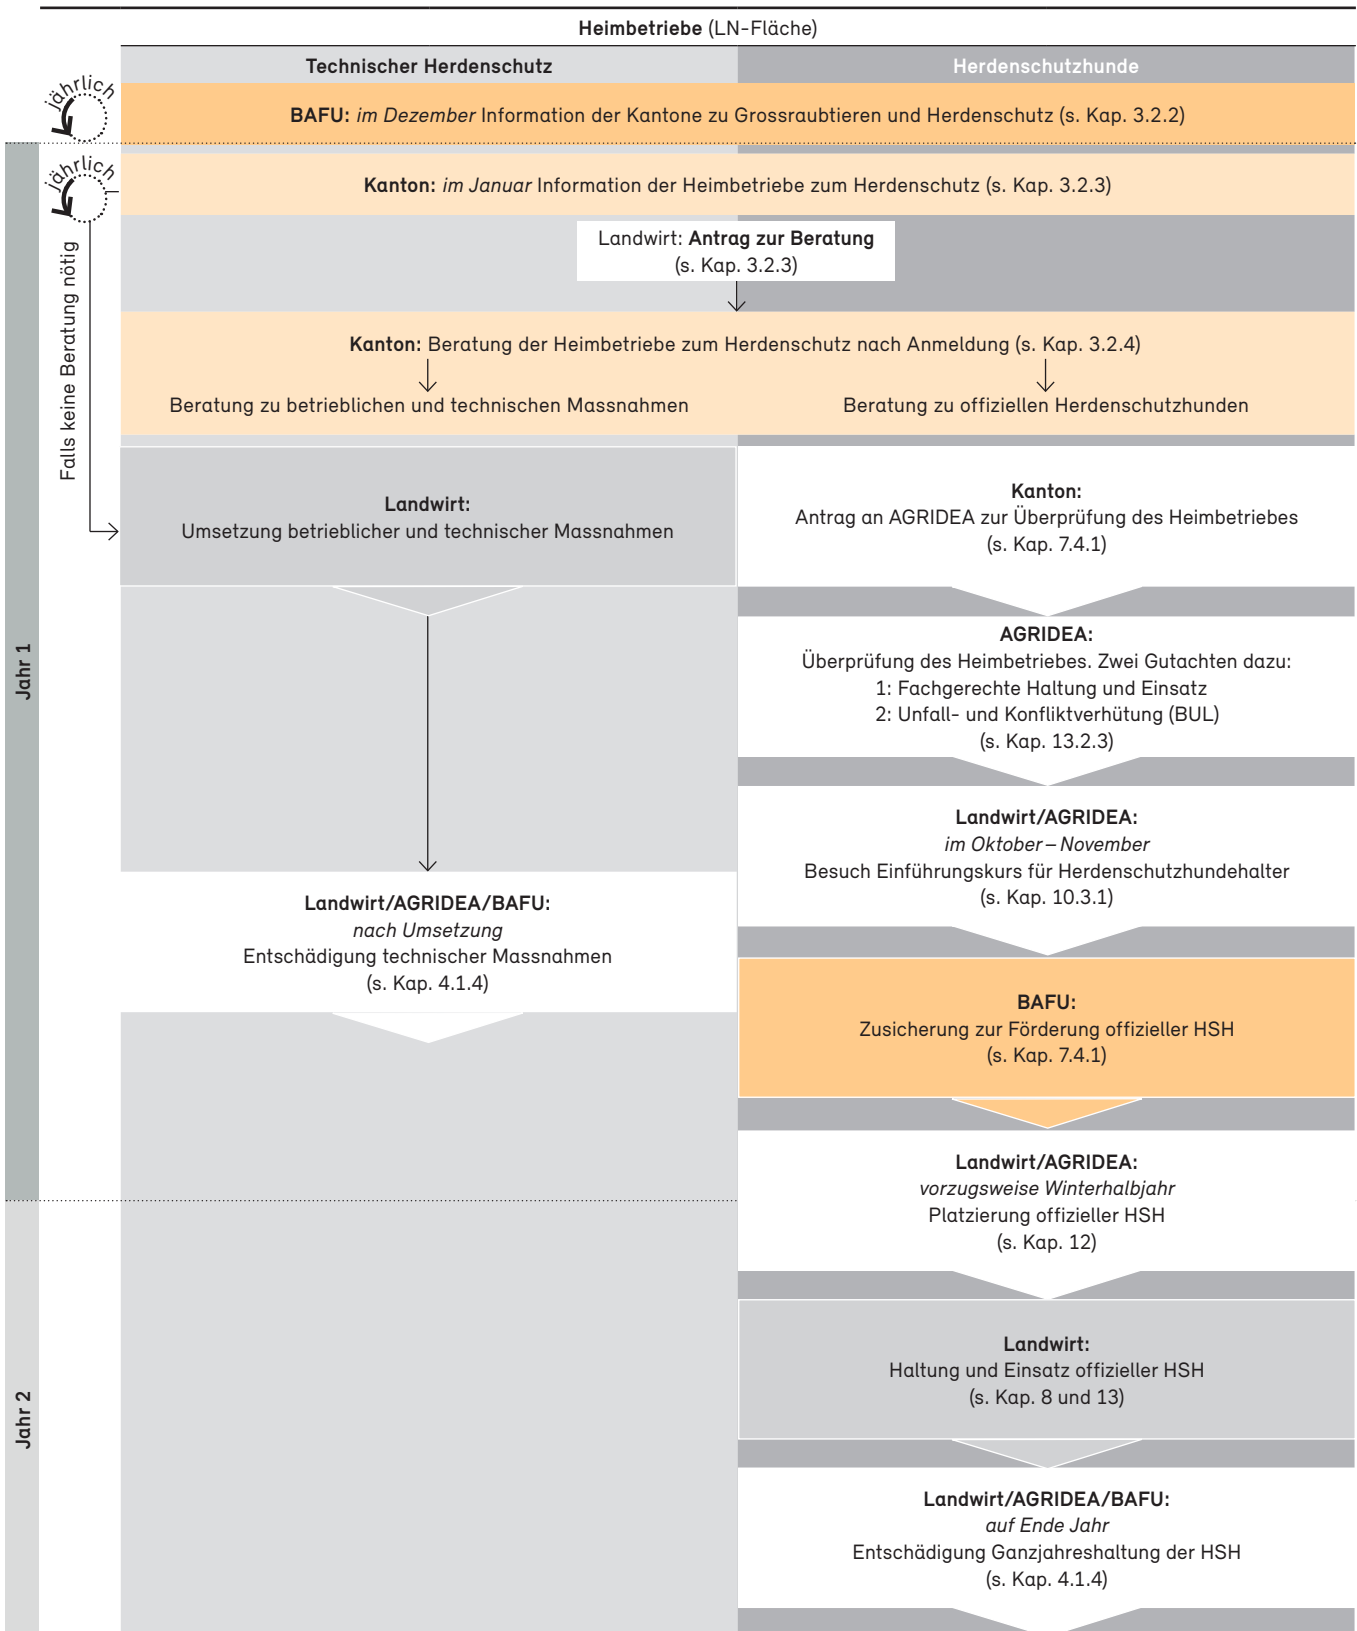 Heimbetriebe (LN-Fläche)
Technischer Herdenschutz
Herdenschutzhunde
jährlich
BAFU: im Dezember Information der Kantone zu Grossraubtieren und Herdenschutz (s. Kap. 3.2.2)
Jahr 1
jährlich
Kanton: im Januar Information der Heimbetriebe zum Herdenschutz (s. Kap. 3.2.3)
Falls keine Beratung nötig
Landwirt: Antrag zur Beratung
(s. Kap. 3.2.3)
Kanton: Beratung der Heimbetriebe zum Herdenschutz nach Anmeldung (s. Kap. 3.2.4)
Beratung zu betrieblichen und technischen Massnahmen
Beratung zu offiziellen Herdenschutzhunden
Landwirt:
Umsetzung betrieblicher und technischer Massnahmen
Kanton:
Antrag an AGRIDEA zur Überprüfung des Heimbetriebes
(s. Kap. 7.4.1)
AGRIDEA:
Überprüfung des Heimbetriebes. Zwei Gutachten dazu:
1: Fachgerechte Haltung und Einsatz
2: Unfall- und Konfliktverhütung (BUL)
(s. Kap. 13.2.3)
Landwirt/AGRIDEA:
im Oktober – November
Besuch Einführungskurs für Herdenschutzhundehalter
(s. Kap. 10.3.1)
Landwirt/AGRIDEA/BAFU:
nach Umsetzung
Entschädigung technischer Massnahmen
(s. Kap. 4.1.4)
BAFU:
Zusicherung zur Förderung offizieller HSH
(s. Kap. 7.4.1)
Landwirt/AGRIDEA:
vorzugsweise Winterhalbjahr
Platzierung offizieller HSH
(s. Kap. 12)
Jahr 2
Landwirt:
Haltung und Einsatz offizieller HSH
(s. Kap. 8 und 13)
Landwirt/AGRIDEA/BAFU:
auf Ende Jahr
Entschädigung Ganzjahreshaltung der HSH
(s. Kap. 4.1.4)